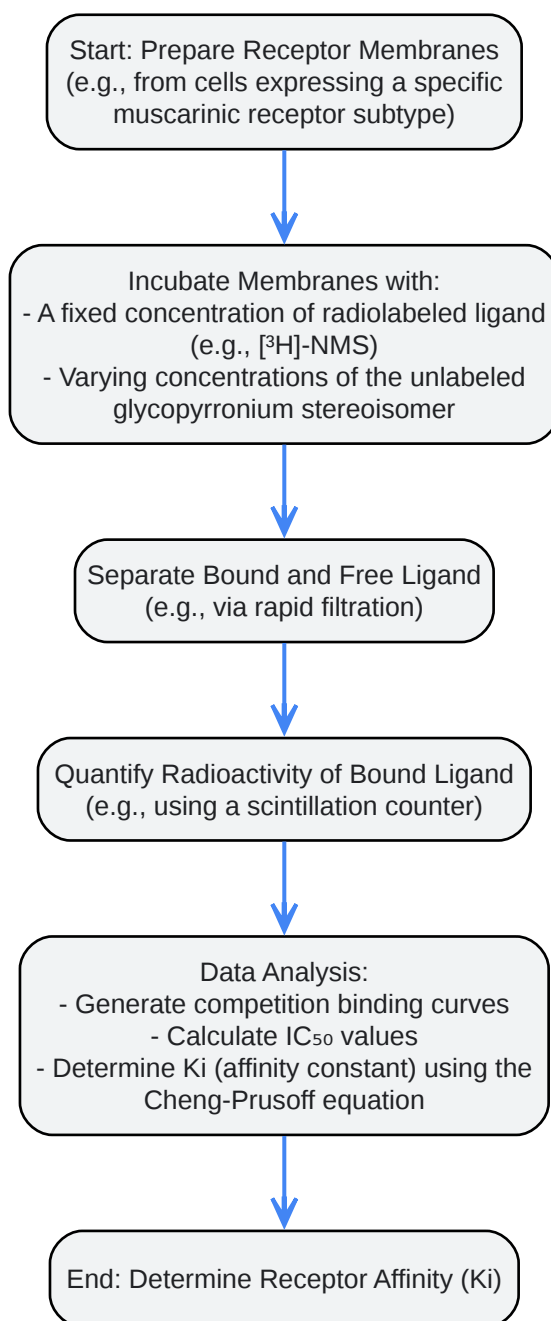 Start: Prepare Receptor Membranes
(e.g., from cells expressing a specific
muscarinic receptor subtype)
Incubate Membranes with:
- A fixed concentration of radiolabeled ligand
(e.g., [³H]-NMS)
- Varying concentrations of the unlabeled
glycopyrronium stereoisomer
Separate Bound and Free Ligand
(e.g., via rapid filtration)
Quantify Radioactivity of Bound Ligand
(e.g., using a scintillation counter)
Data Analysis:
- Generate competition binding curves
- Calculate IC₅₀ values
- Determine Ki (affinity constant) using the
Cheng-Prusoff equation
End: Determine Receptor Affinity (Ki)